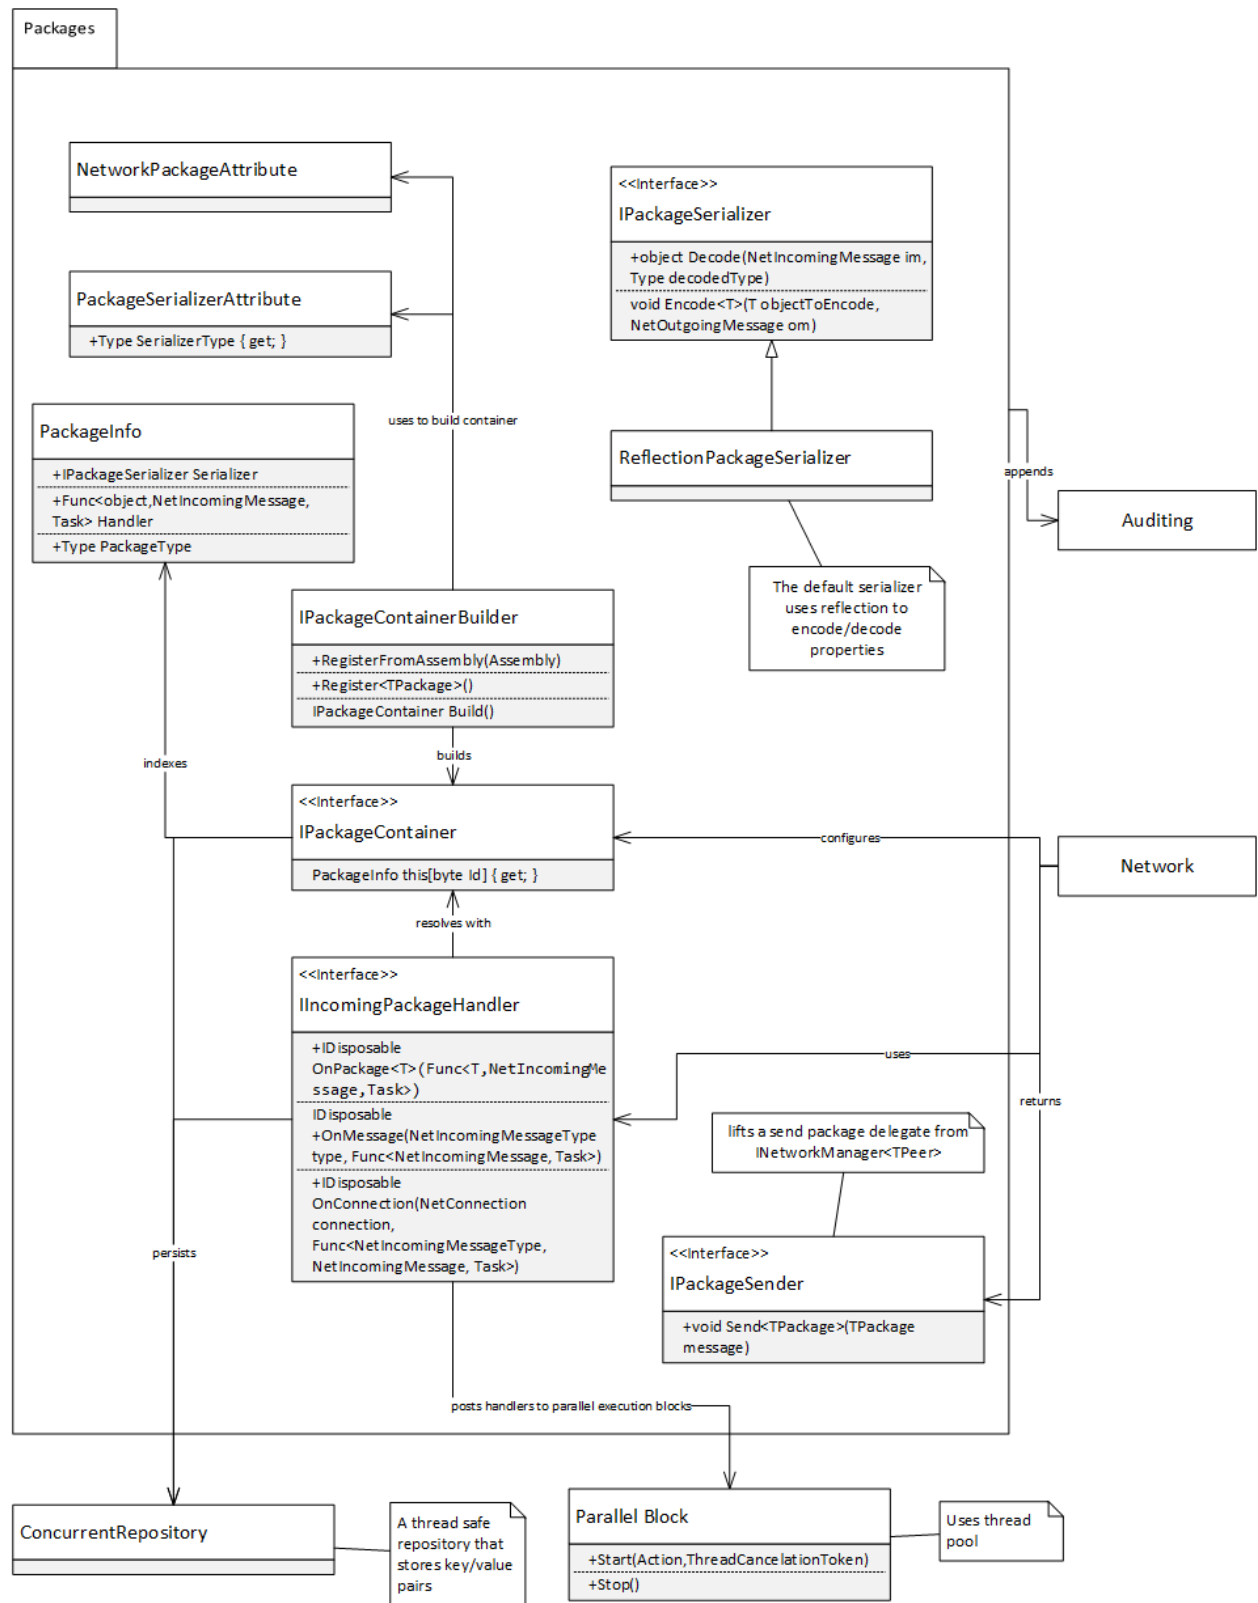 Packages
NetworkPackageAttribute
<<Interface>>
IPackageSerializer
+object Decode(NetIncomingMessage im,
Type decodedType)
void Encode<T>(T objectToEncode,
NetOutgoingMessage om)
PackageSerializerAttribute
+Type SerializerType { get; }
uses to build container
PackageInfo
+IPackageSerializer Serializer
+Func<object,NetIncomingMessage,
Task> Handler
+Type PackageType
ReflectionPackageSerializer
appends
Auditing
The default serializer
uses reflection to
encode/decode
properties
IPackageContainerBuilder
+RegisterFromAssembly(Assembly)
+Register<TPackage>()
IPackageContainer Build()
indexes
builds
<<Interface>>
IPackageContainer
PackageInfo this[byte Id] { get; }
configures
Network
resolves with
<<Interface>>
IIncomingPackageHandler
+IDisposable
OnPackage<T>(Func<T,NetIncomingMe
ssage,Task>)
IDisposable
+OnMessage(NetIncomingMessageType
type, Func<NetIncomingMessage, Task>)
+IDisposable
OnConnection(NetConnection
connection,
Func<NetIncomingMessageType,
NetIncomingMessage, Task>)
uses
returns
lifts a send package delegate from
INetworkManager<TPeer>
persists
<<Interface>>
IPackageSender
+void Send<TPackage>(TPackage
message)
posts handlers to parallel execution blocks
ConcurrentRepository
A thread safe
repository that
stores key/value
pairs
Parallel Block
+Start(Action,ThreadCancelationToken)
+Stop()
Uses thread
pool